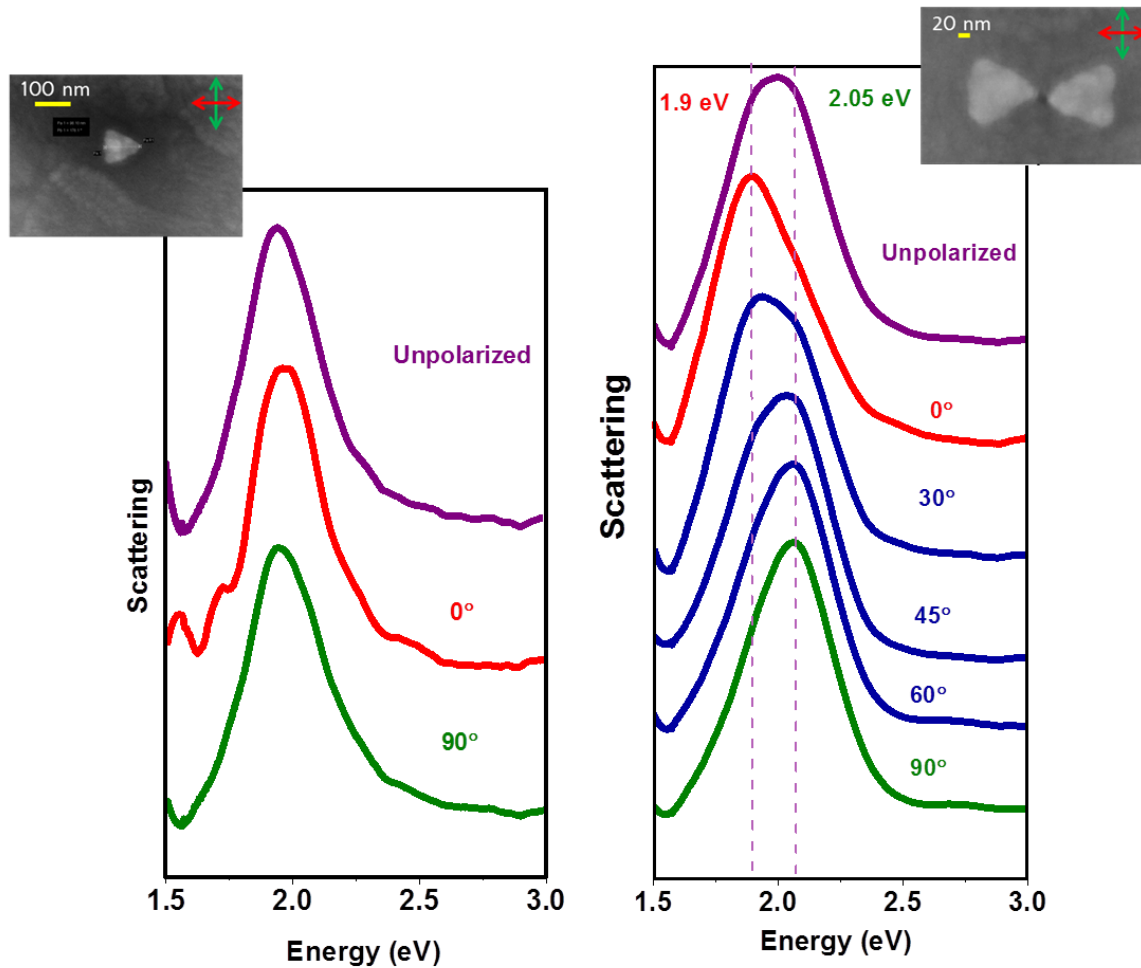 100 nm
Unpolarized
0°
90°
Scattering
1.5
2.0
2.5
3.0
Energy (eV)
20 nm
1.9 eV
2.05 eV
Unpolarized
0°
30°
45°
60°
90°
Scattering
1.5
2.0
2.5
3.0
Energy (eV)